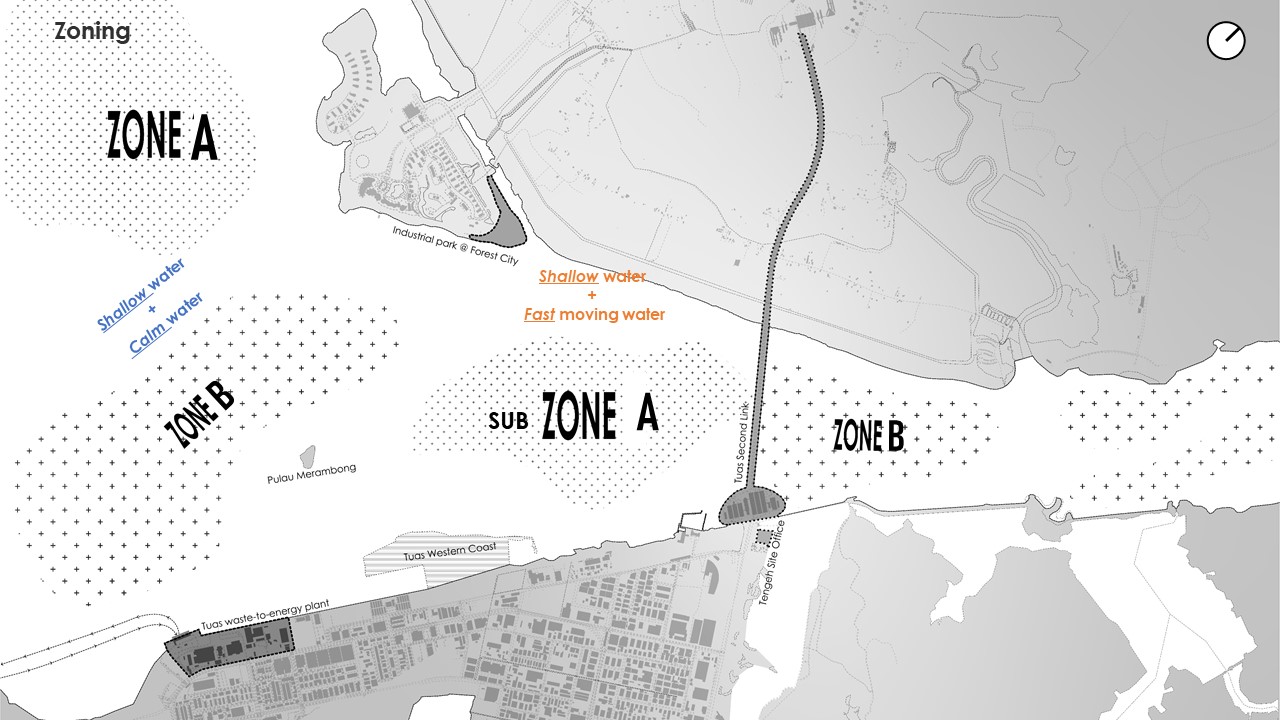 Zoning
ZONE A
Industrial park @ Forest City
Shallow water
+
Calm water
Shallow water
+
Fast moving water
ZONE B
SUB ZONE A
ZONE B
Tuas Second Link
Pulau Merambong
Tuas Western Coast
Tengeh Site Office
Tuas waste-to-energy plant